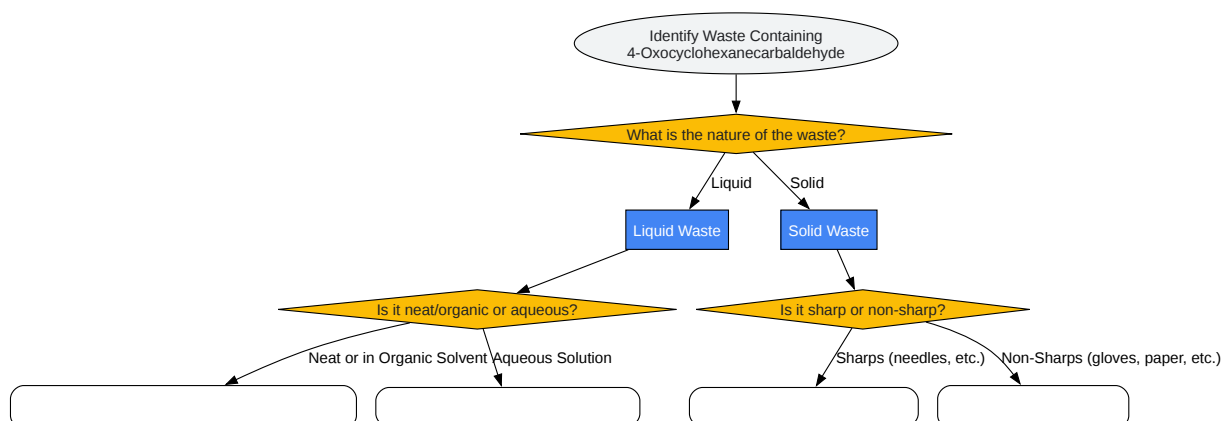 Identify Waste Containing
4-Oxocyclohexanecarbaldehyde
What is the nature of the waste?
Liquid
Solid
Liquid Waste
Solid Waste
Is it neat/organic or aqueous?
Is it sharp or non-sharp?
Neat or in Organic Solvent
Aqueous Solution
Sharps (needles, etc.)
Non-Sharps (gloves, paper, etc.)